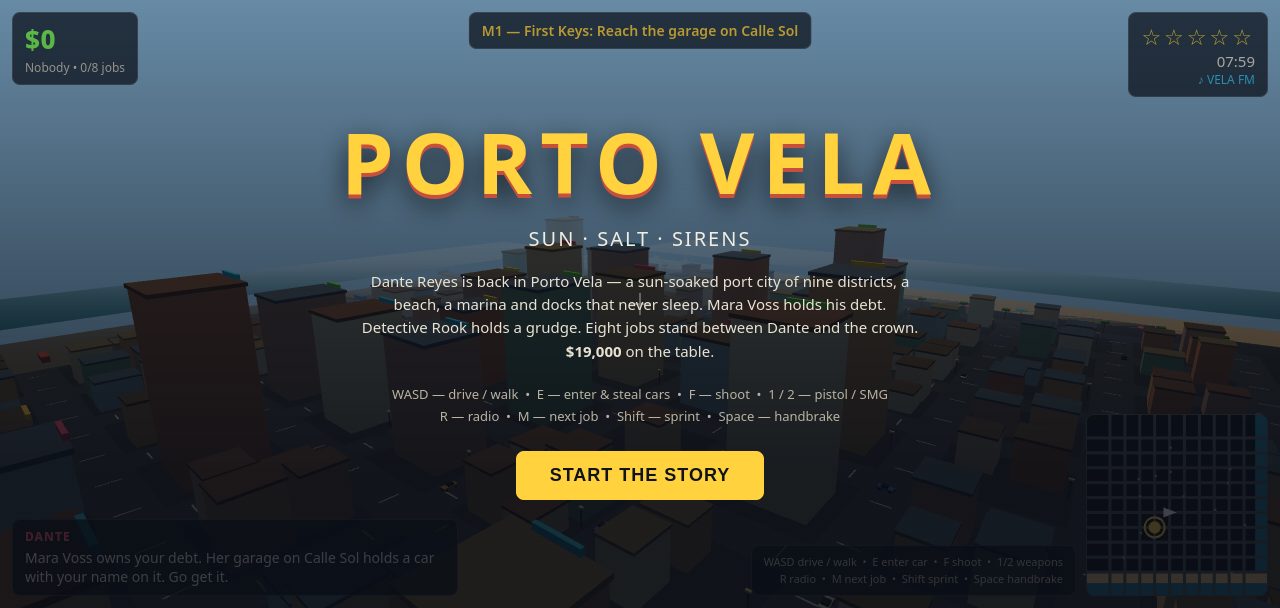 $0
Nobody • 0/8 jobs
M1 — First Keys: Reach the garage on Calle Sol
☆☆☆☆☆
07:59
♪ VELA FM
PORTO VELA
SUN · SALT · SIRENS
Dante Reyes is back in Porto Vela — a sun-soaked port city of nine districts, a
beach, a marina and docks that never sleep. Mara Voss holds his debt.
Detective Rook holds a grudge. Eight jobs stand between Dante and the crown.
$19,000 on the table.
WASD — drive / walk • E — enter & steal cars • F — shoot • 1 / 2 — pistol / SMG
R — radio • M — next job • Shift — sprint • Space — handbrake
START THE STORY
DANTE
Mara Voss owns your debt. Her garage on Calle Sol holds a car
with your name on it. Go get it.
WASD drive / walk • E enter car • F shoot • 1/2 weapons
R radio • M next job • Shift sprint • Space handbrake